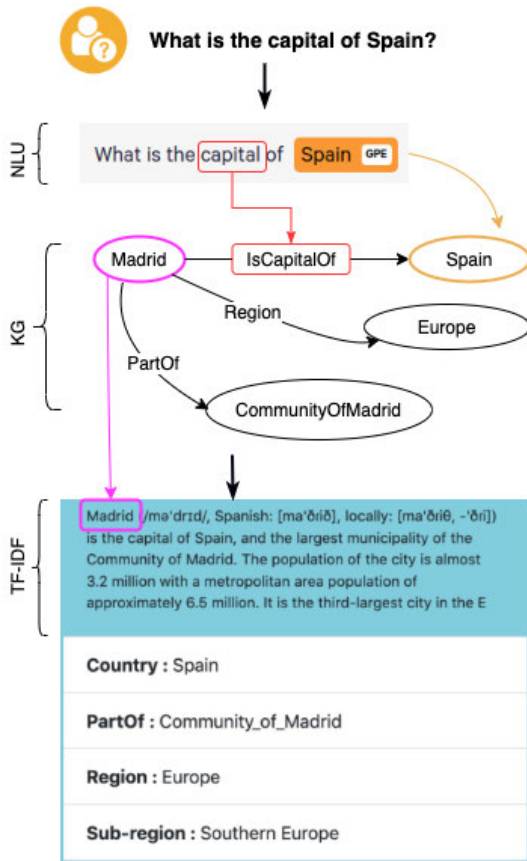 ?
What is the capital of Spain?
NLU
What is the capital of Spain GPE
KG
Madrid IsCapitalOf Spain
Region
Europe
PartOf
CommunityOfMadrid
TF-IDF
Madrid (/məˈdrɪd/, Spanish: [maˈðɾið], locally: [maˈðɾiθ, -ˈðɾi])
is the capital of Spain, and the largest municipality of the
Community of Madrid. The population of the city is almost
3.2 million with a metropolitan area population of
approximately 6.5 million. It is the third-largest city in the E
Country : Spain
PartOf : Community_of_Madrid
Region : Europe
Sub-region : Southern Europe